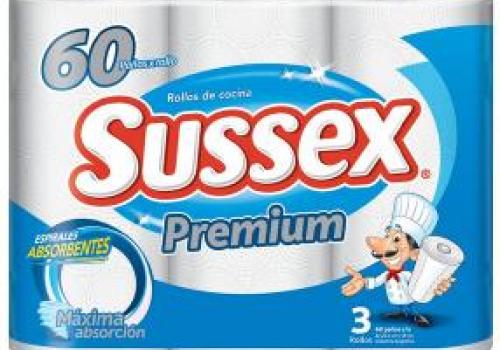 60
Paños x rollo
Rollos de cocina
Sussex®
Premium
ESPIRALES
ABSORBENTES
Máxima
absorción
3
Rollos